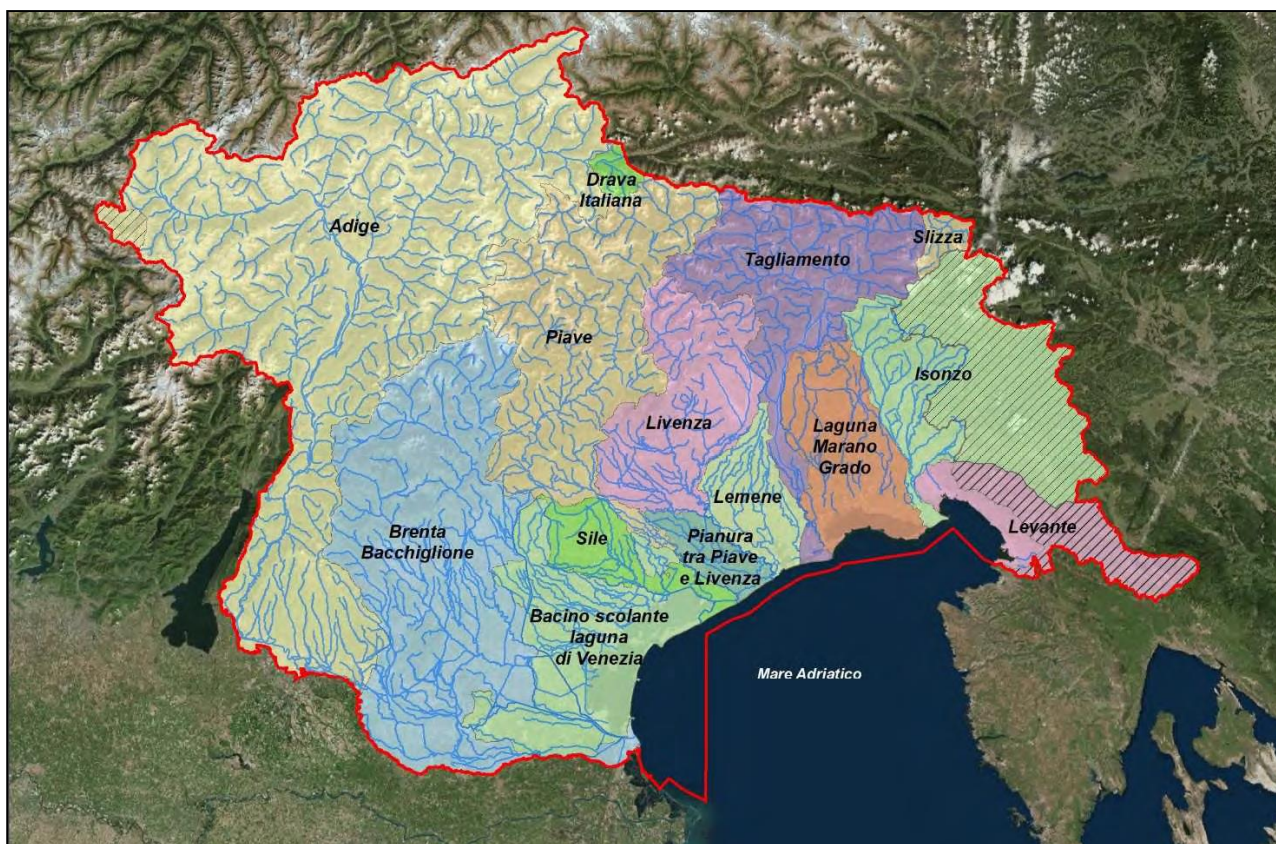 Drava
Italiana
Adige
Slizza
Tagliamento
Piave
Isonzo
Livenza
Laguna
Marano
Grado
Lemene
Brenta
Bacchiglione
Sile
Pianura
tra Piave
e Livenza
Levante
Bacino scolante
laguna
di Venezia
Mare Adriatico